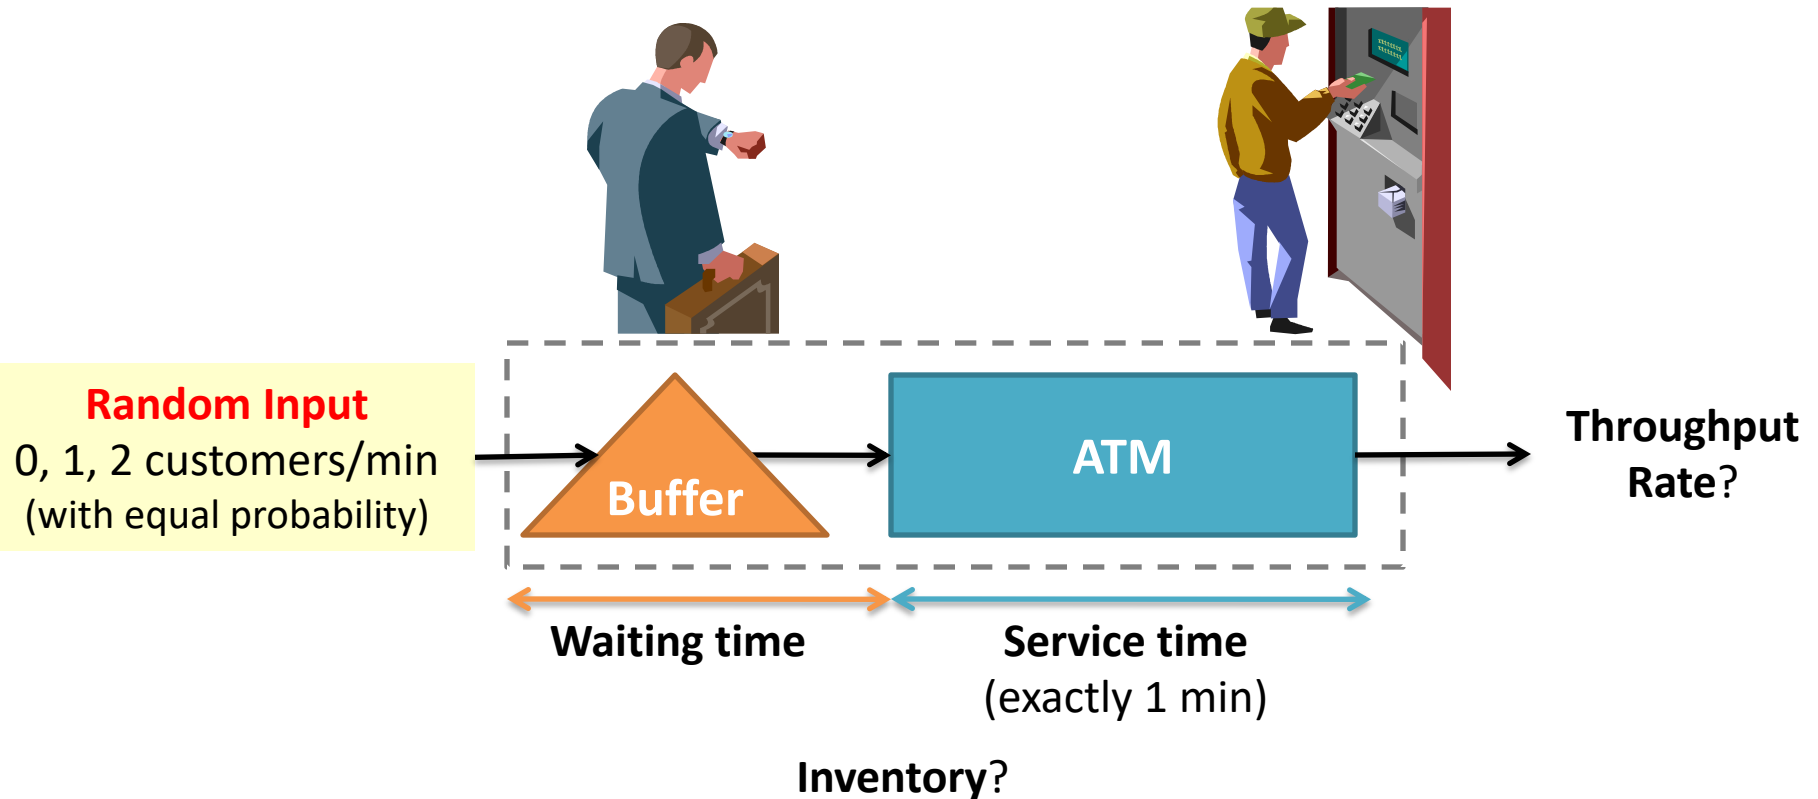 Random Input
0, 1, 2 customers/min
(with equal probability)
Buffer
ATM
Throughput
Rate?
Waiting time
Service time
(exactly 1 min)
Inventory?